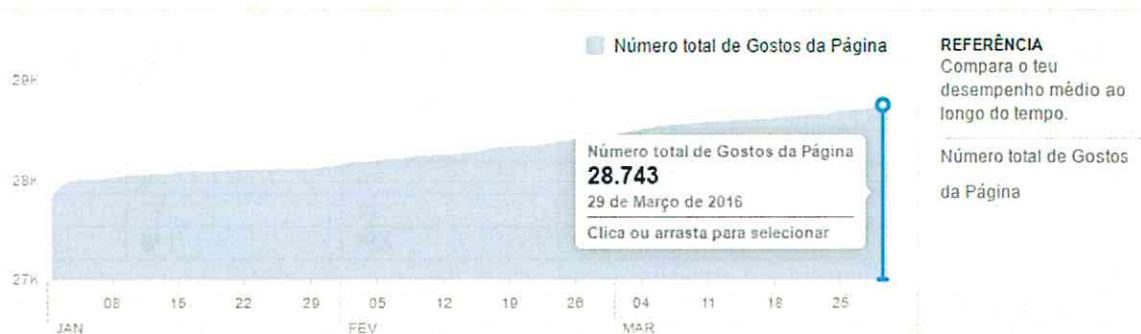 Número total de Gostos da Página
REFERÊNCIA
Compara o teu
desempenho médio ao
longo do tempo.
Número total de Gostos
da Página
29K
28K
27K
Número total de Gostos da Página
28.743
29 de Março de 2016
Clica ou arrasta para selecionar
08 15 22 29 05 12 19 26 04 11 18 25
JAN FEV MAR